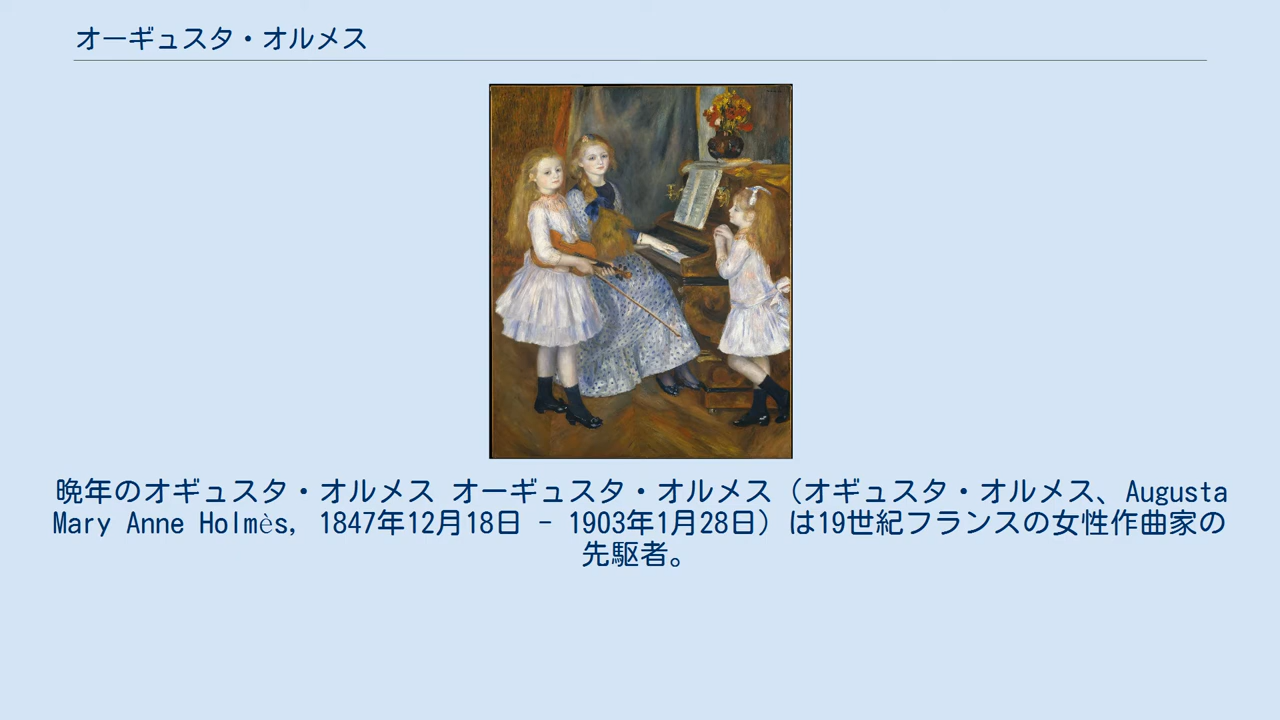 オーギュスタ・オルメス
晩年のオギュスタ・オルメス オーギュスタ・オルメス（オギュスタ・オルメス、Augusta
Mary Anne Holmès, 1847年12月18日 - 1903年1月28日）は19世紀フランスの女性作曲家の
先駆者。